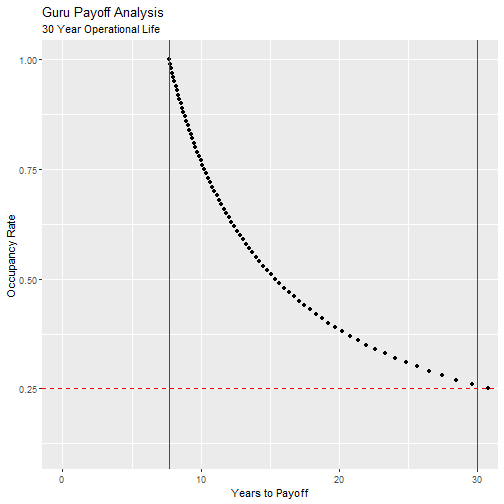 Guru Payoff Analysis
30 Year Operational Life
1.00
0.75
0.50
0.25
Occupancy Rate
0
10
20
30
Years to Payoff